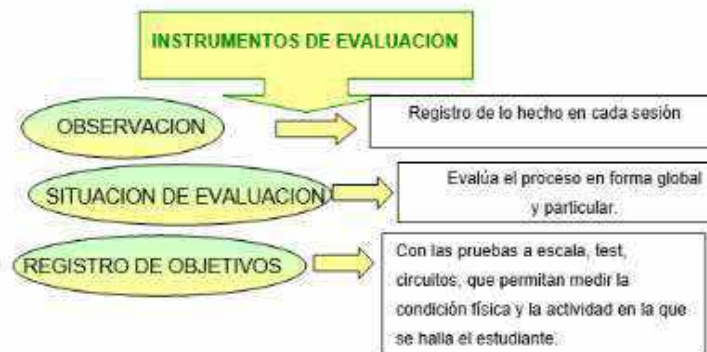 INSTRUMENTOS DE EVALUACION
OBSERVACION
Registro de lo hecho en cada sesión
SITUACION DE EVALUACION
Evalúa el proceso en forma global
y particular.
REGISTRO DE OBJETIVOS
Con las pruebas a escala, test,
circuitos, que permitan medir la
condición física y la actividad en la que
se halla el estudiante.